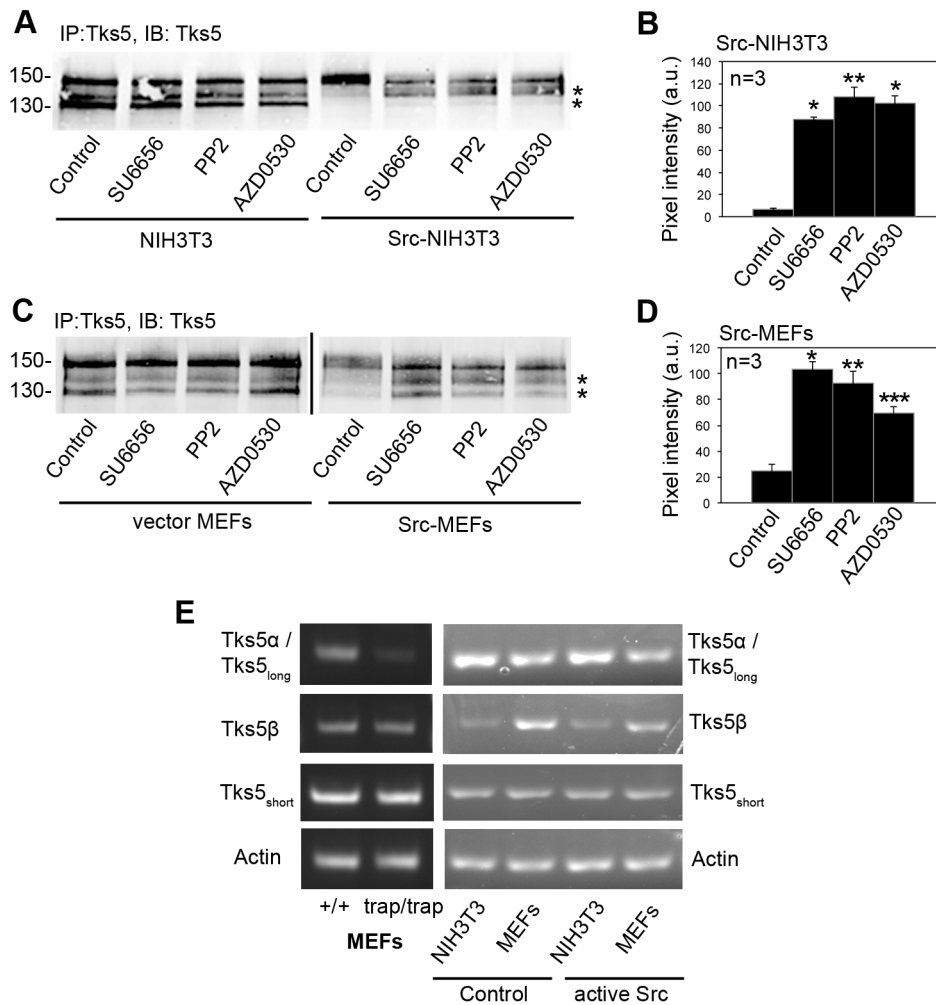 A
IP:Tks5, IB: Tks5
150-
130-
*
*
Control
SU6656
PP2
AZD0530
Control
SU6656
PP2
AZD0530
NIH3T3
Src-NIH3T3
B
Src-NIH3T3
n=3
Pixel intensity (a.u.)
140
120
100
80
60
40
20
0
*
**
*
Control
SU6656
PP2
AZD0530
C
IP:Tks5, IB: Tks5
150-
130-
*
*
Control
SU6656
PP2
AZD0530
Control
SU6656
PP2
AZD0530
vector MEFs
Src-MEFs
D
Src-MEFs
n=3
Pixel intensity (a.u.)
120
100
80
60
40
20
0
*
**
***
Control
SU6656
PP2
AZD0530
E
Tks5α /
Tks5long
Tks5α /
Tks5long
Tks5β
Tks5β
Tks5short
Tks5short
Actin
Actin
+/+ trap/trap
MEFs
NIH3T3
MEFs
NIH3T3
MEFs
Control
active Src